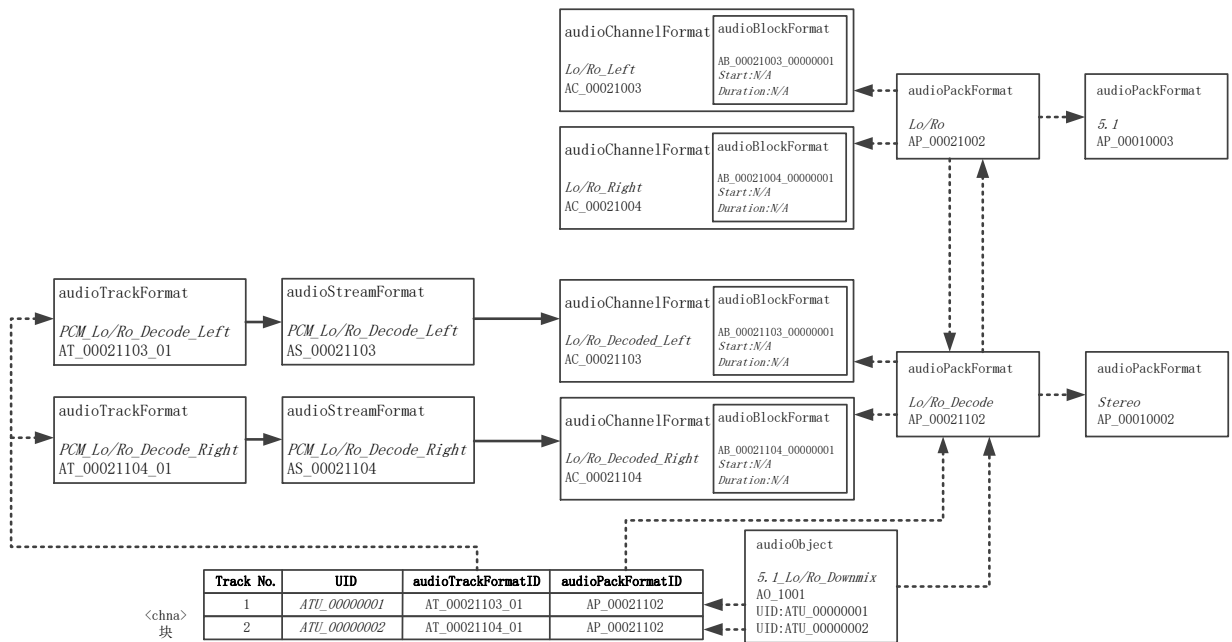 audioChannelFormat
Lo/Ro_Left
AC_00021003
audioBlockFormat
AB_00021003_00000001
Start:N/A
Duration:N/A
audioPackFormat
Lo/Ro
AP_00021002
audioPackFormat
5.1
AP_00010003
audioChannelFormat
Lo/Ro_Right
AC_00021004
audioBlockFormat
AB_00021004_00000001
Start:N/A
Duration:N/A
audioTrackFormat
PCM_Lo/Ro_Decode_Left
AT_00021103_01
audioStreamFormat
PCM_Lo/Ro_Decode_Left
AS_00021103
audioChannelFormat
Lo/Ro_Decoded_Left
AC_00021103
audioBlockFormat
AB_00021103_00000001
Start:N/A
Duration:N/A
audioPackFormat
Lo/Ro_Decode
AP_00021102
audioPackFormat
Stereo
AP_00010002
audioTrackFormat
PCM_Lo/Ro_Decode_Right
AT_00021104_01
audioStreamFormat
PCM_Lo/Ro_Decode_Right
AS_00021104
audioChannelFormat
Lo/Ro_Decoded_Right
AC_00021104
audioBlockFormat
AB_00021104_00000001
Start:N/A
Duration:N/A
audioObject
5.1_Lo/Ro_Downmix
AO_1001
UID:ATU_00000001
UID:ATU_00000002
<chna>
块
Track No. UID audioTrackFormatID audioPackFormatID
1 ATU_00000001 AT_00021103_01 AP_00021102
2 ATU_00000002 AT_00021104_01 AP_00021102